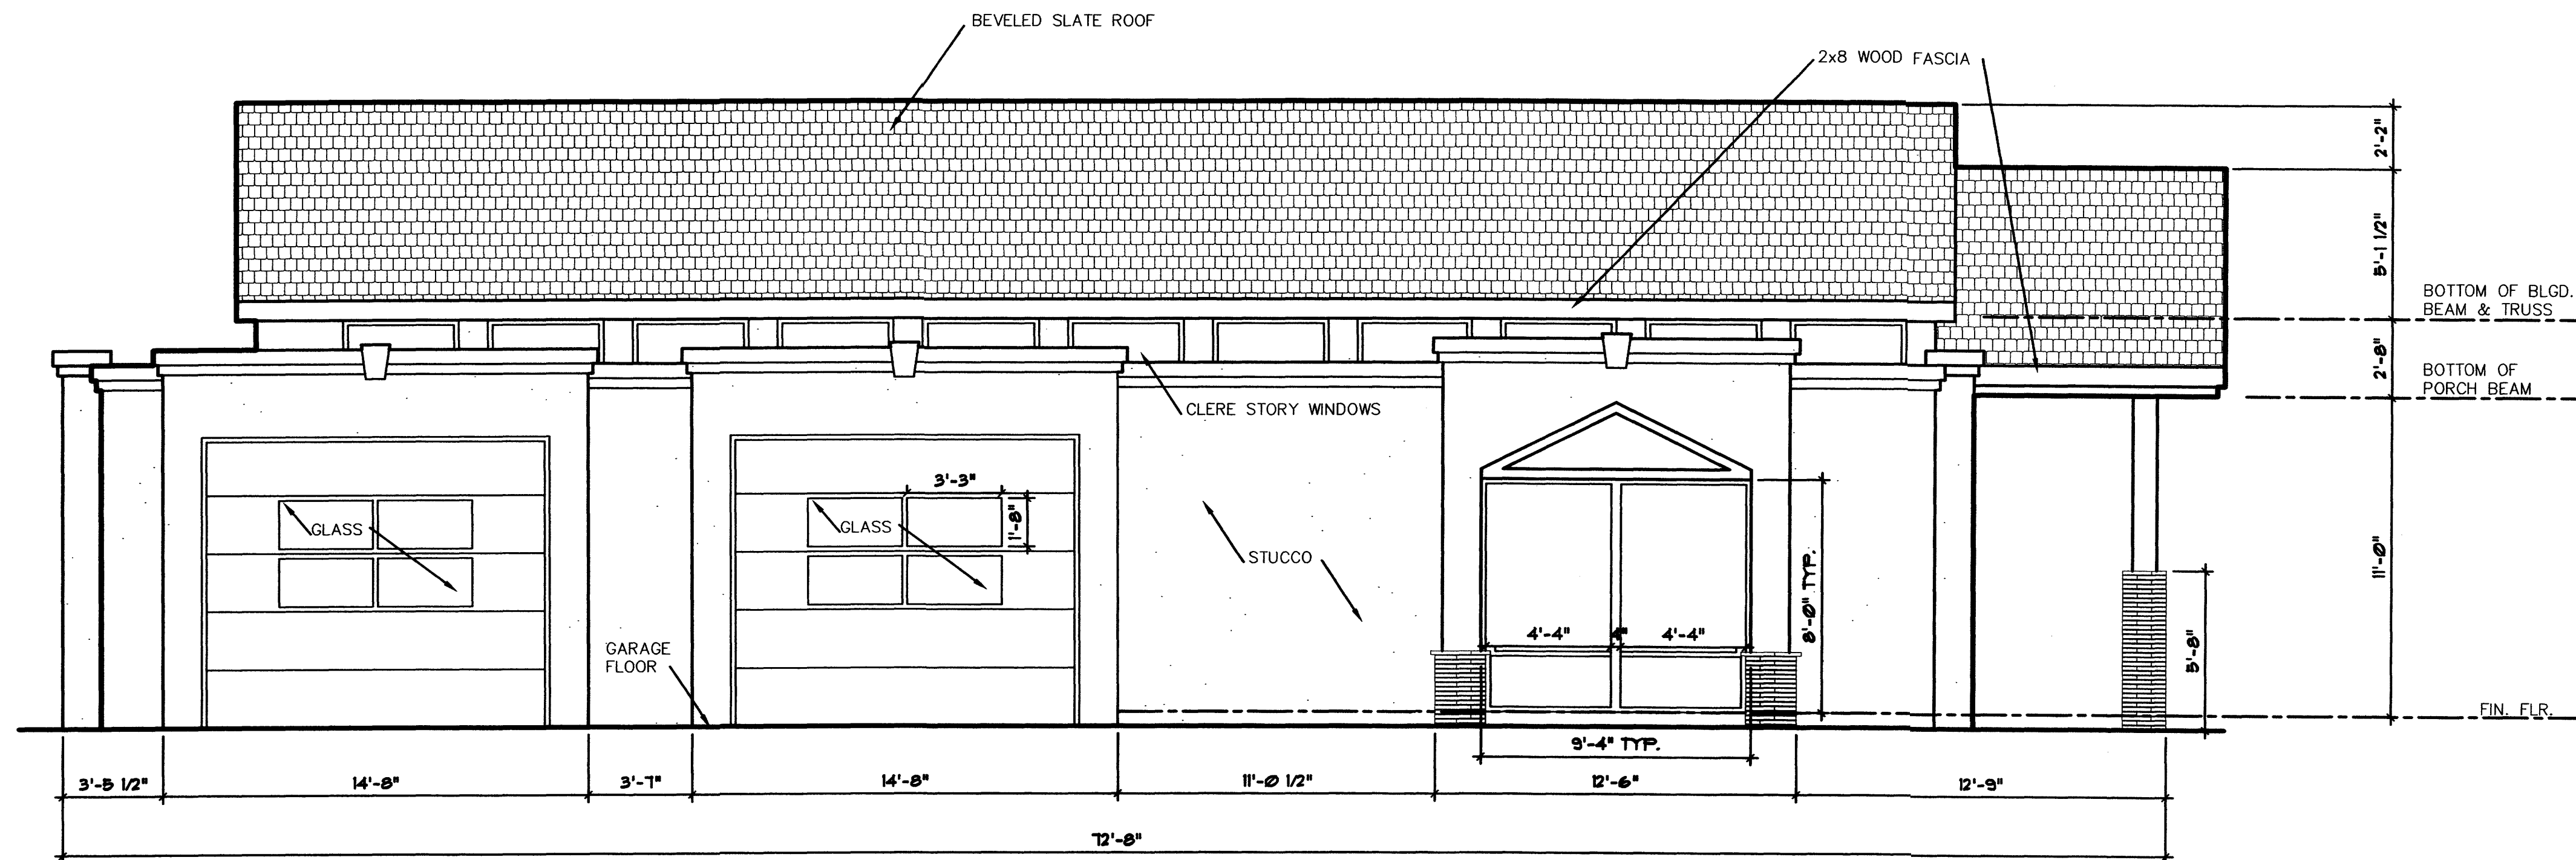 BEVELED SLATE ROOF
2x8 WOOD FASCIA
2'-2"
5'-1 1/2"
BOTTOM OF BLGD.
BEAM & TRUSS
2'-8"
BOTTOM OF
PORCH BEAM
CLERE STORY WINDOWS
3'-3"
1'-8"
GLASS
GLASS
STUCCO
11'-0"
8'-0" TYP.
4'-4"
4"
4'-4"
5'-8"
GARAGE
FLOOR
FIN. FLR.
9'-4" TYP.
3'-5 1/2"
14'-8"
3'-7"
14'-8"
11'-0 1/2"
12'-6"
12'-9"
72'-8"